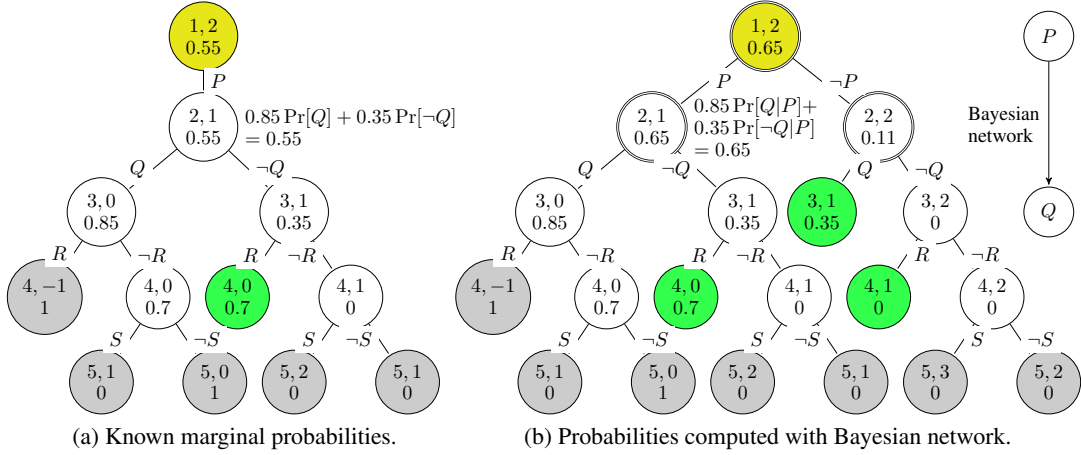 1, 2
0.55
P
2, 1
0.55
0.85 Pr[Q] + 0.35 Pr[¬Q]
= 0.55
Q
¬Q
3, 0
0.85
3, 1
0.35
R
¬R
R
¬R
4, −1
1
4, 0
0.7
4, 0
0.7
4, 1
0
S
¬S
S
¬S
5, 1
0
5, 0
1
5, 2
0
5, 1
0
(a) Known marginal probabilities.
1, 2
0.65
P
¬P
2, 1
0.65
0.85 Pr[Q|P]+
0.35 Pr[¬Q|P]
= 0.65
2, 2
0.11
Q
¬Q
Q
¬Q
3, 0
0.85
3, 1
0.35
3, 1
0.35
3, 2
0
R
¬R
R
¬R
R
¬R
4, −1
1
4, 0
0.7
4, 0
0.7
4, 1
0
4, 1
0
4, 2
0
S
¬S
S
¬S
S
¬S
5, 1
0
5, 0
1
5, 2
0
5, 1
0
5, 3
0
5, 2
0
P
Bayesian
network
Q
(b) Probabilities computed with Bayesian network.